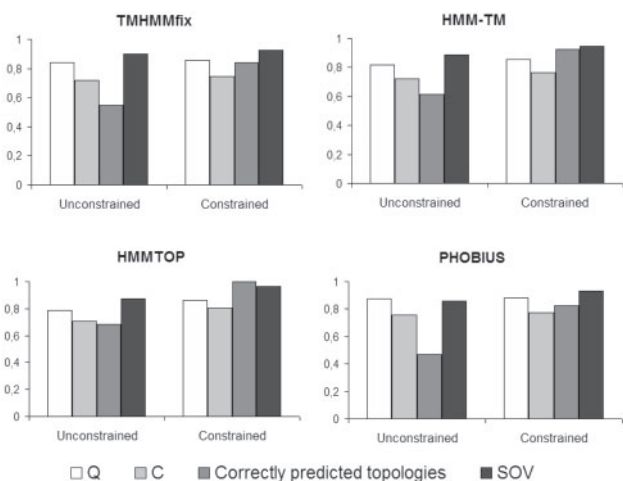 TMHMMfix
1
0,8
0,6
0,4
0,2
0
Unconstrained Constrained
HMM-TM
1
0,8
0,6
0,4
0,2
0
Unconstrained Constrained
HMMTOP
1
0,8
0,6
0,4
0,2
0
Unconstrained Constrained
PHOBIUS
1
0,8
0,6
0,4
0,2
0
Unconstrained Constrained
Q C Correctly predicted topologies SOV